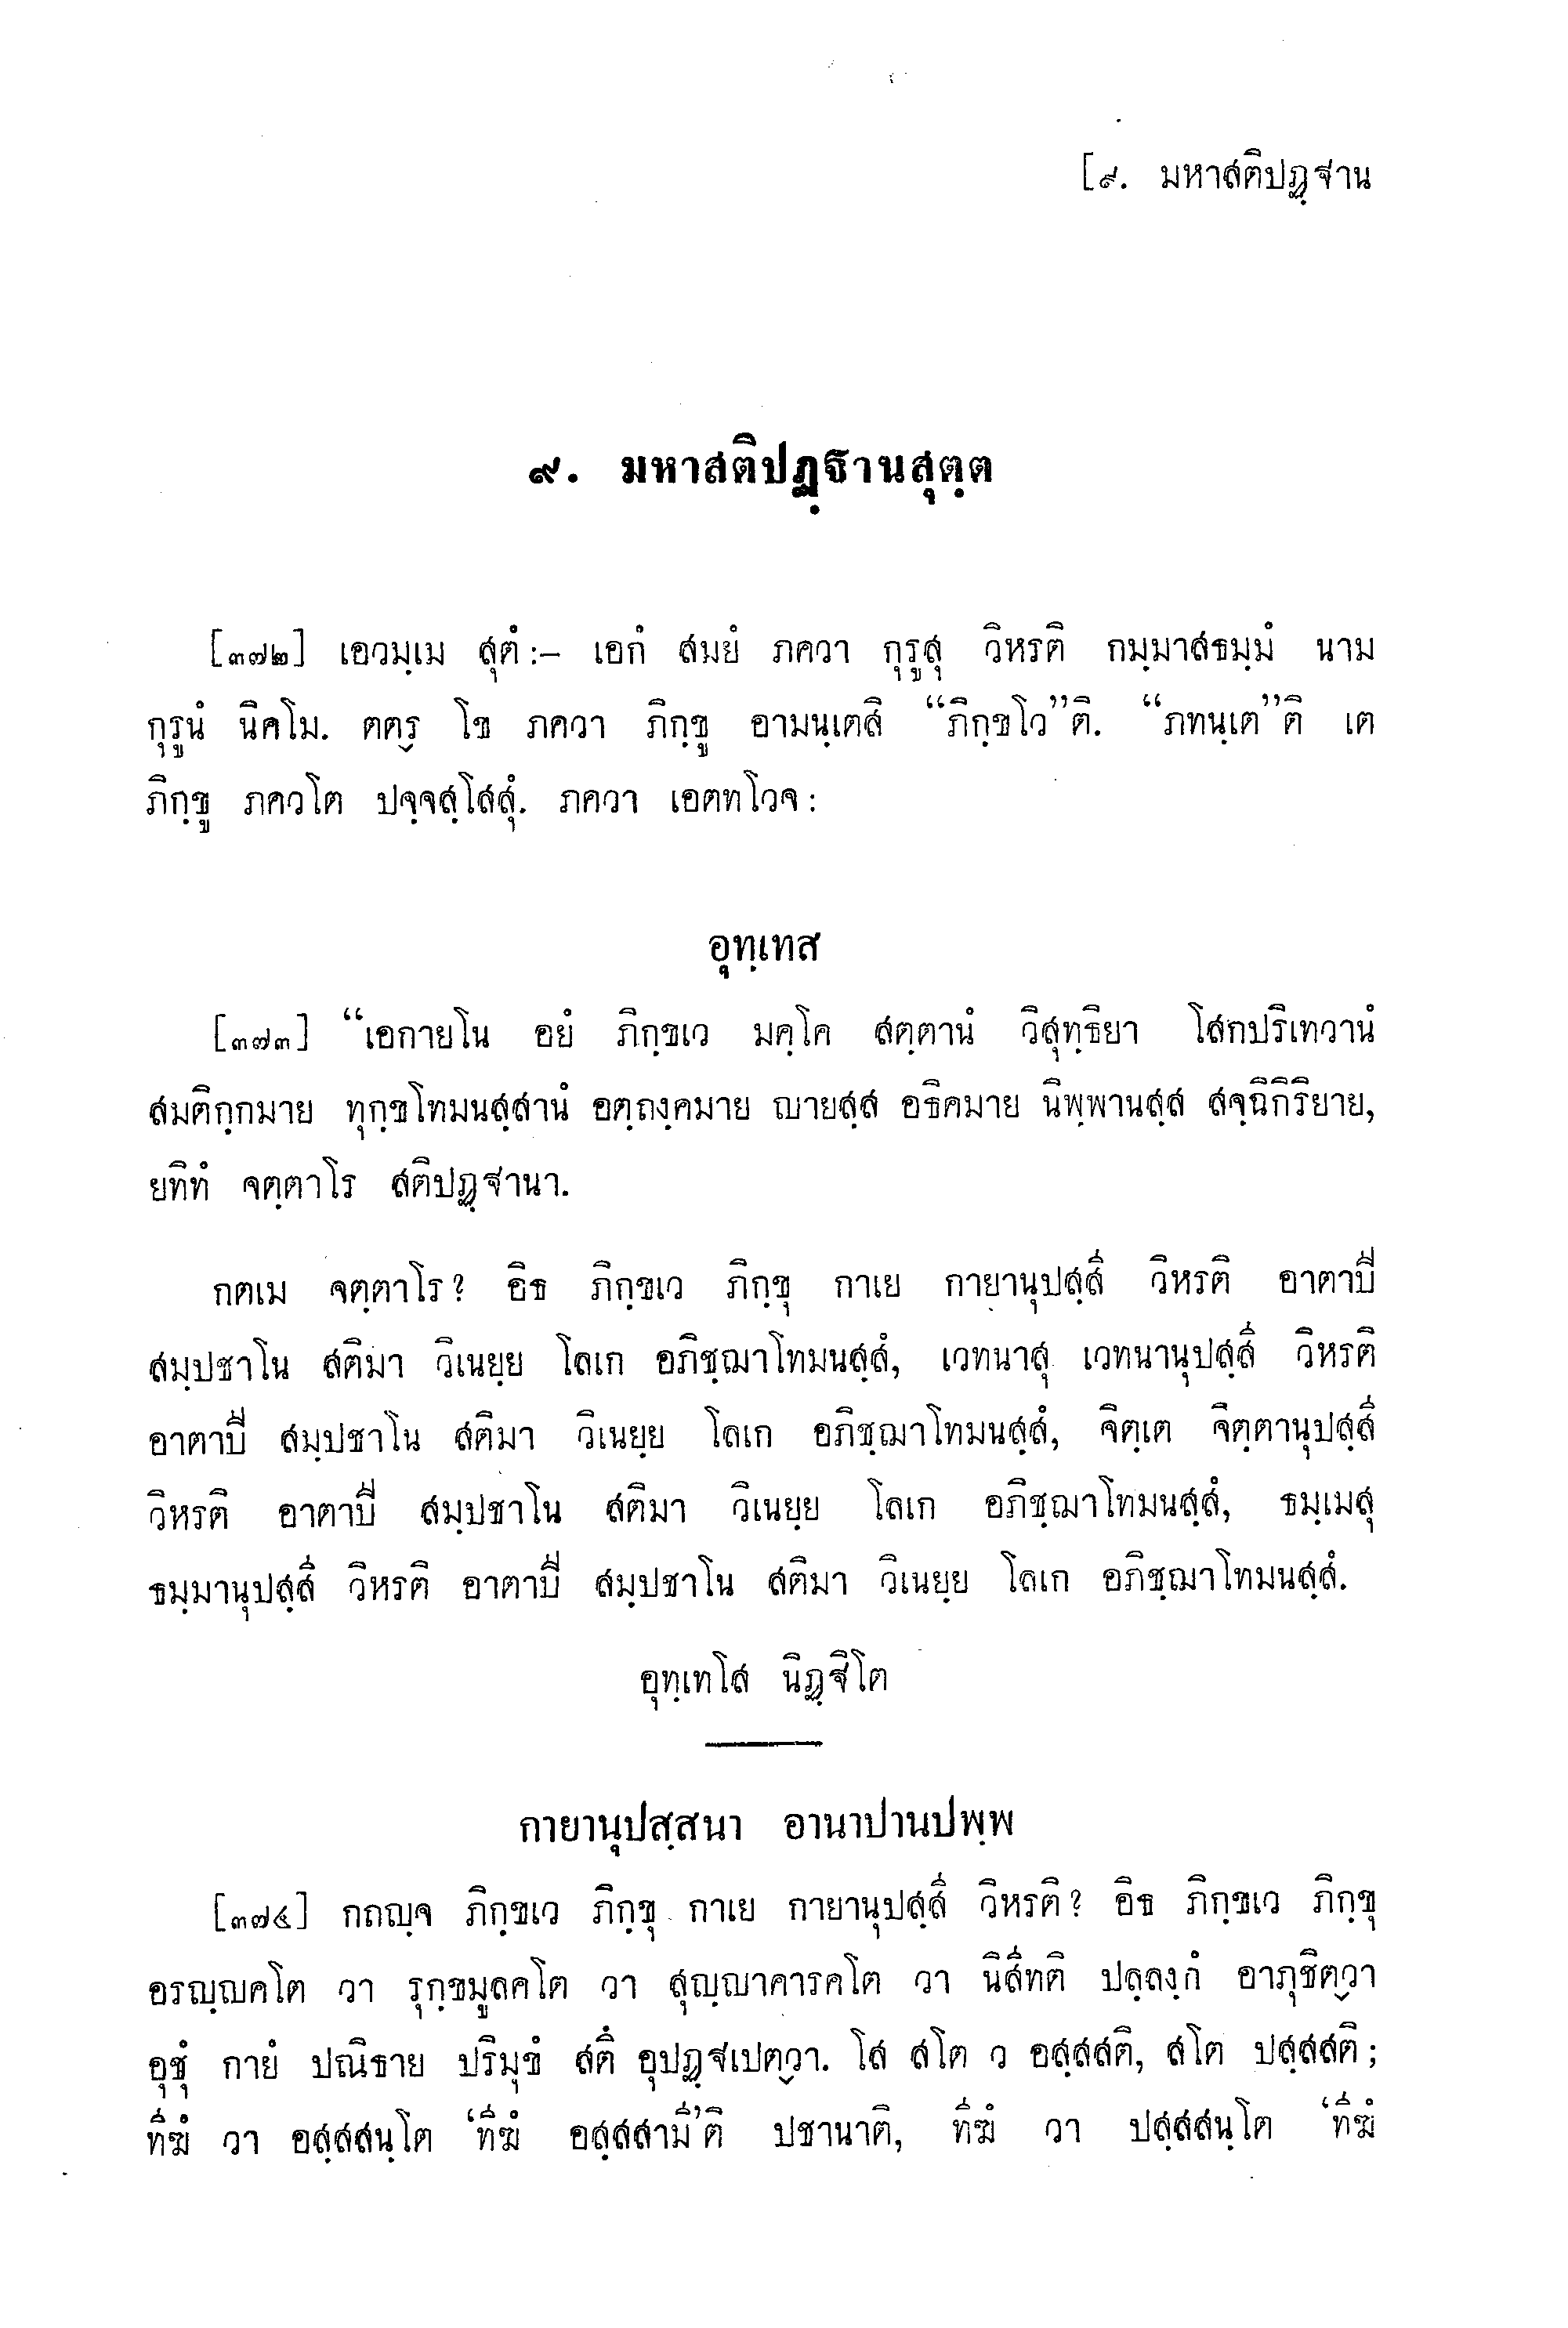 [๙. มหาสติปฏฺฐาน
๙. มหาสติปฏฺฐานสุตฺต
[๓๗๒] เอวมฺเม สุตํ :– เอกํ สมยํ ภควา กุรูสุ วิหรติ กมฺมาสธมฺมํ นาม
กุรูนํ นิคโม. ตตฺร โข ภควา ภิกฺขู อามนฺเตสิ “ภิกฺขโว”ติ. “ภทนฺเต”ติ เต
ภิกฺขู ภควโต ปจฺจสฺโสสุํ. ภควา เอตทโวจ :
อุทฺเทส
[๓๗๓] “เอกายโน อยํ ภิกฺขเว มคฺโค สตฺตานํ วิสุทฺธิยา โสกปริเทวานํ
สมติกฺกมาย ทุกฺขโทมนสฺสานํ อตฺถงฺคมาย ญายสฺส อธิคมาย นิพฺพานสฺส สจฺฉิกิริยาย,
ยทิทํ จตฺตาโร สติปฏฺฐานา.
กตเม จตฺตาโร? อิธ ภิกฺขเว ภิกฺขุ กาเย กายานุปสฺสี วิหรติ อาตาปี
สมฺปชาโน สติมา วิเนยฺย โลเก อภิชฺฌาโทมนสฺสํ, เวทนาสุ เวทนานุปสฺสี วิหรติ
อาตาปี สมฺปชาโน สติมา วิเนยฺย โลเก อภิชฺฌาโทมนสฺสํ, จิตฺเต จิตฺตานุปสฺสี
วิหรติ อาตาปี สมฺปชาโน สติมา วิเนยฺย โลเก อภิชฺฌาโทมนสฺสํ, ธมฺเมสุ
ธมฺมานุปสฺสี วิหรติ อาตาปี สมฺปชาโน สติมา วิเนยฺย โลเก อภิชฺฌาโทมนสฺสํ.
อุทฺเทโส นิฏฺฐิโต
กายานุปสฺสนา อานาปานปพฺพ
[๓๗๔] กถญฺจ ภิกฺขเว ภิกฺขุ กาเย กายานุปสฺสี วิหรติ? อิธ ภิกฺขเว ภิกฺขุ
อรญฺญคโต วา รุกฺขมูลคโต วา สุญฺญาคารคโต วา นิสีทติ ปลฺลงฺกํ อาภุชิตฺวา
อุชุํ กายํ ปณิธาย ปริมุขํ สตึ อุปฏฺฐเปตฺวา. โส สโต ว อสฺสสติ, สโต ปสฺสสติ ;
ทีฆํ วา อสฺสสนฺโต ‘ทีฆํ อสฺสสามี’ติ ปชานาติ, ทีฆํ วา ปสฺสสนฺโต ‘ทีฆํ